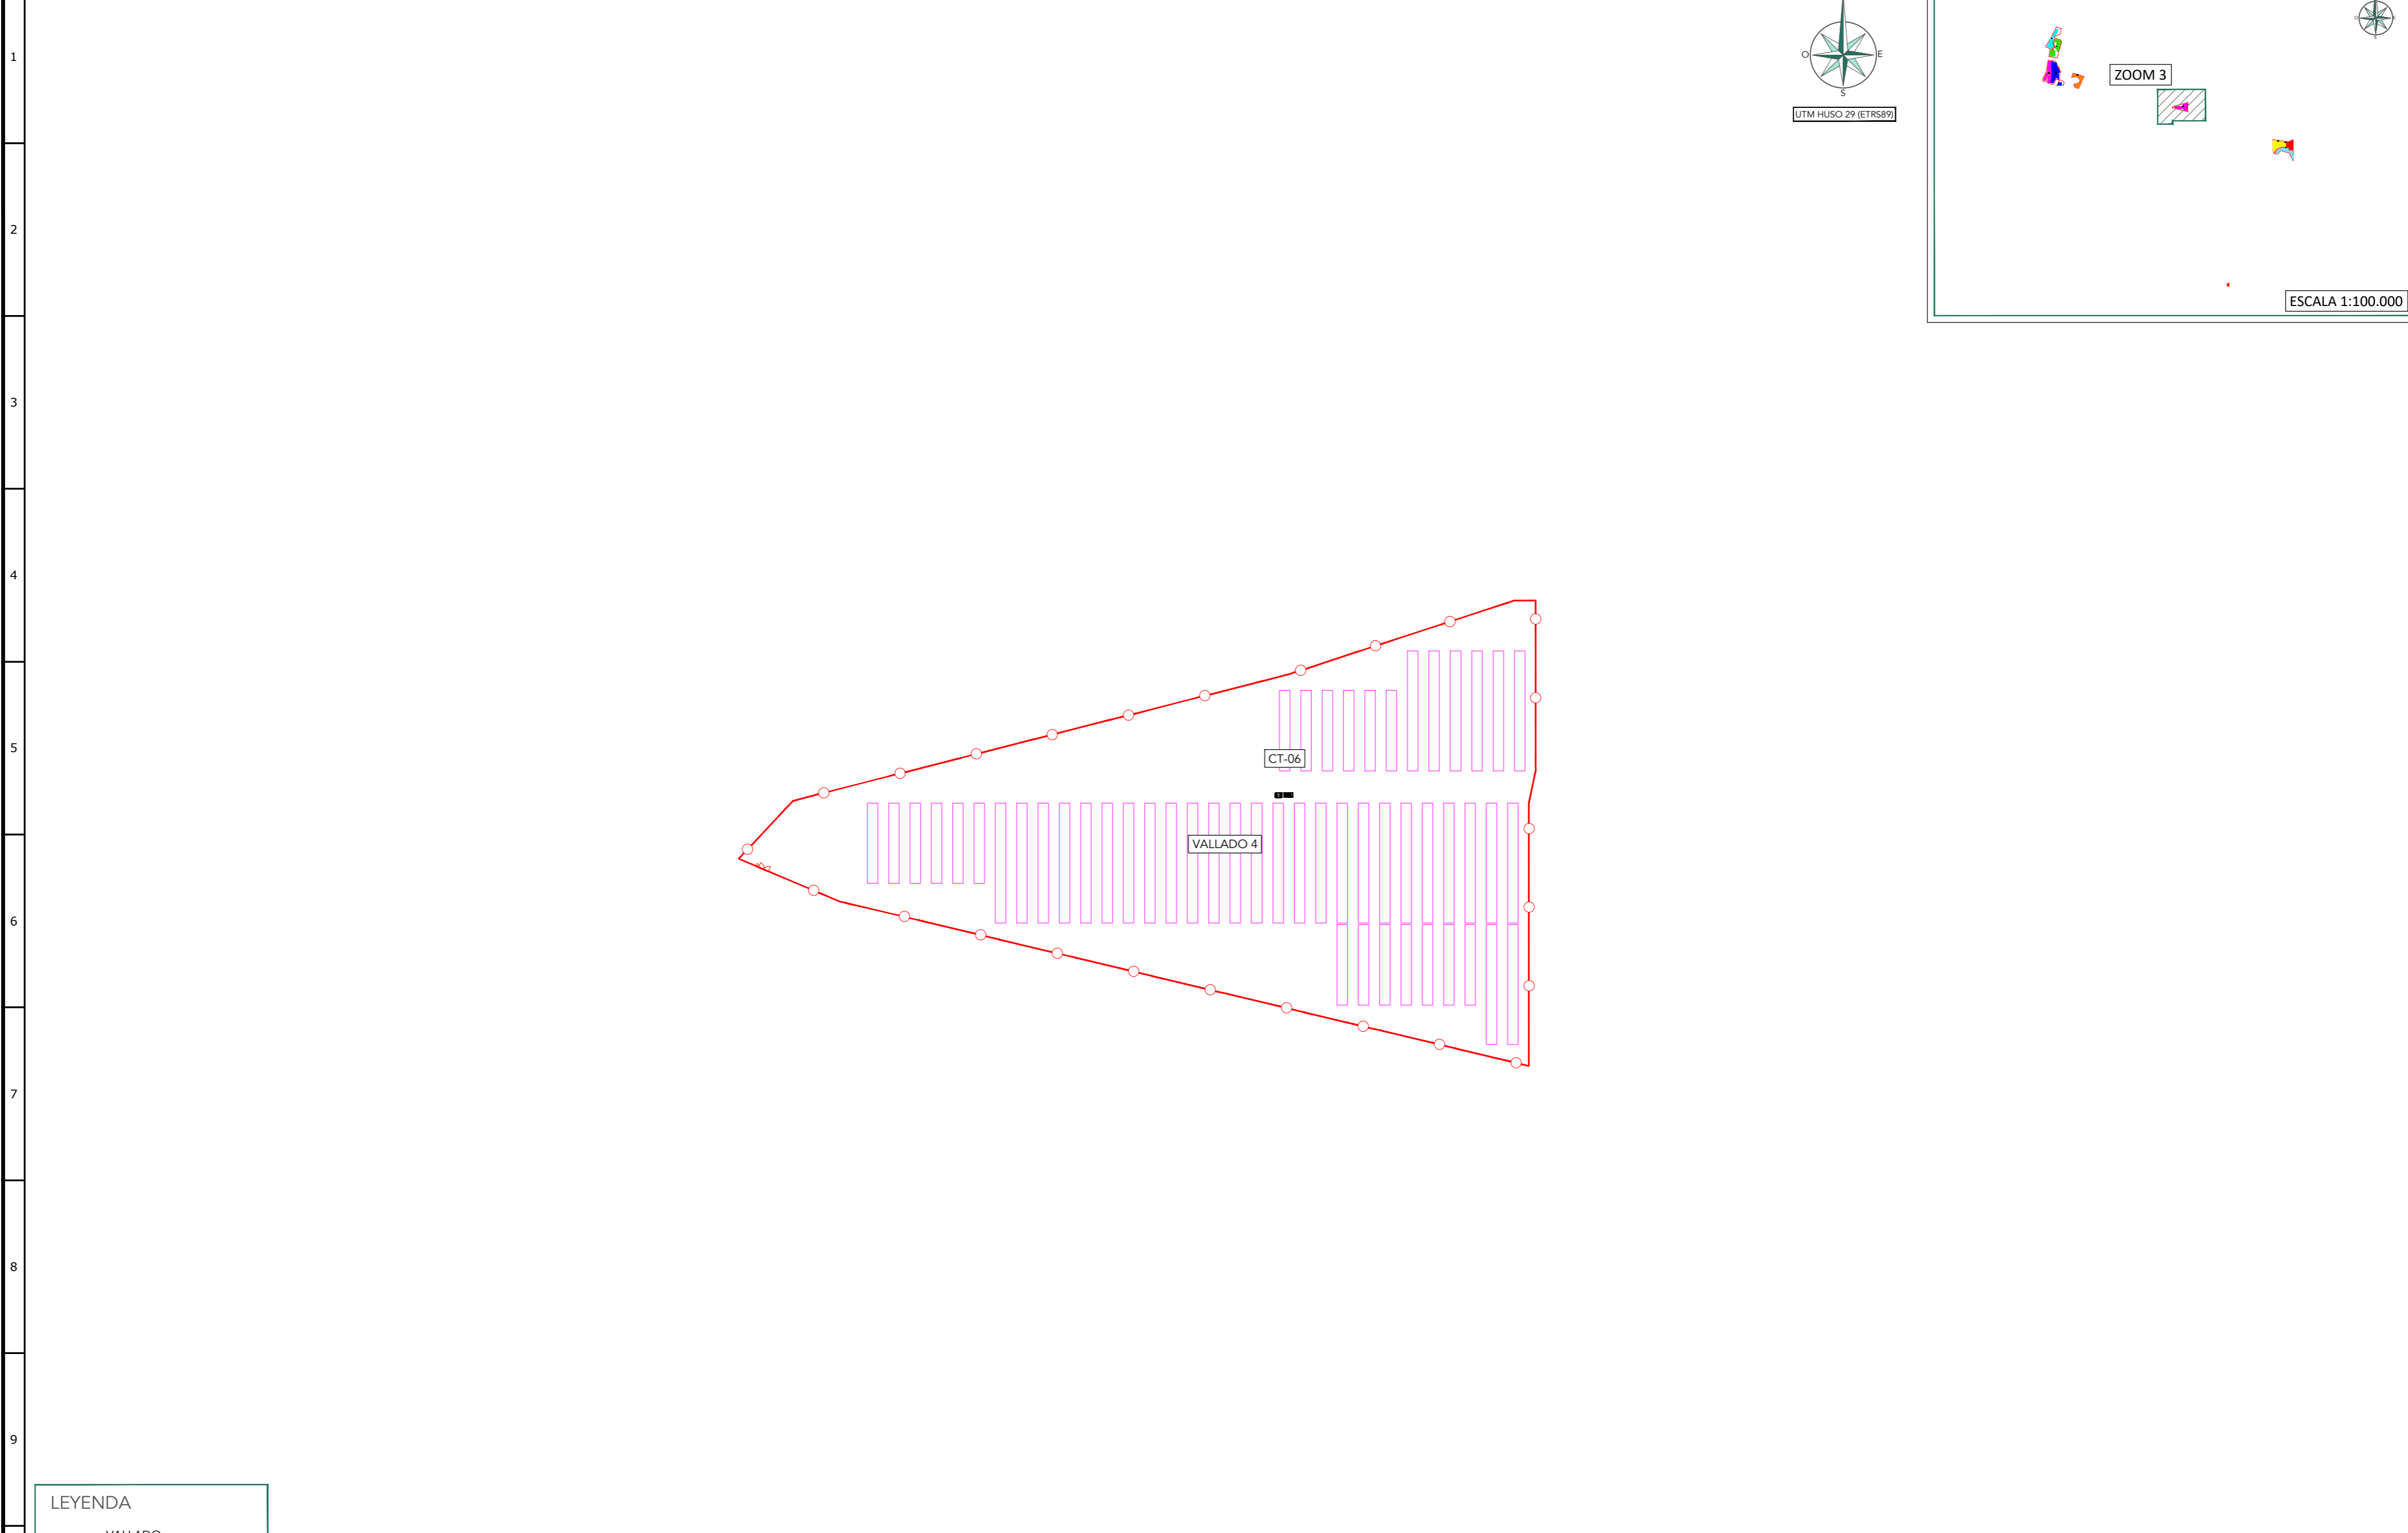 1
2
3
4
5
6
7
8
9
O
E
S
UTM HUSO 29 (ETRS89)
ZOOM 3
ESCALA 1:100.000
CT-06
VALLADO 4
LEYENDA
VALLADO